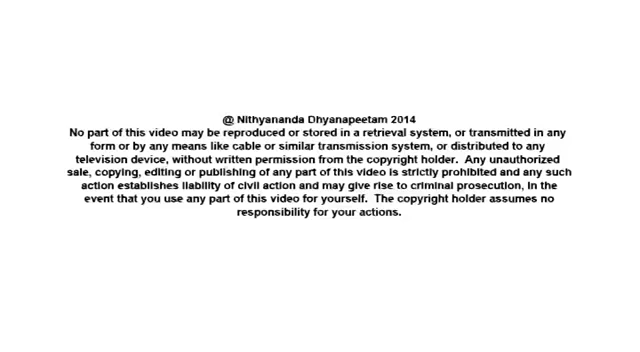 @ Nithyananda Dhyanapeetam 2014
No part of this video may be reproduced or stored in a retrieval system, or transmitted in any
form or by any means like cable or similar transmission system, or distributed to any
television device, without written permission from the copyright holder.  Any unauthorized
sale, copying, editing or publishing of any part of this video is strictly prohibited and any such
action establishes liability of civil action and may give rise to criminal prosecution, in the
event that you use any part of this video for yourself.  The copyright holder assumes no
responsibility for your actions.